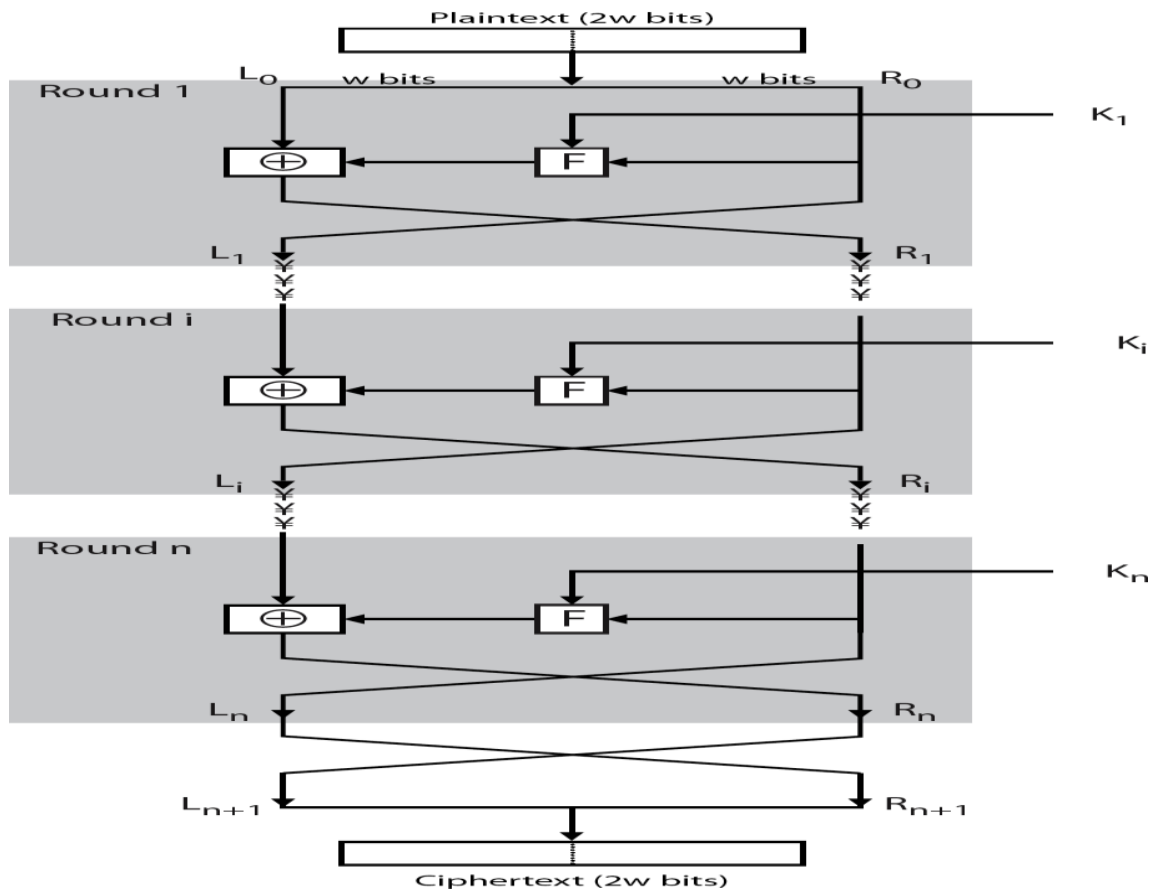 Plaintext (2w bits)
L0 w bits w bits R0
Round 1
K1
⊕ F
L1 R1
¥ ¥
¥ ¥
¥ ¥
Round i
Ki
⊕ F
Li Ri
¥ ¥
¥ ¥
¥ ¥
Round n
Kn
⊕ F
Ln Rn
Ln+1 Rn+1
Ciphertext (2w bits)